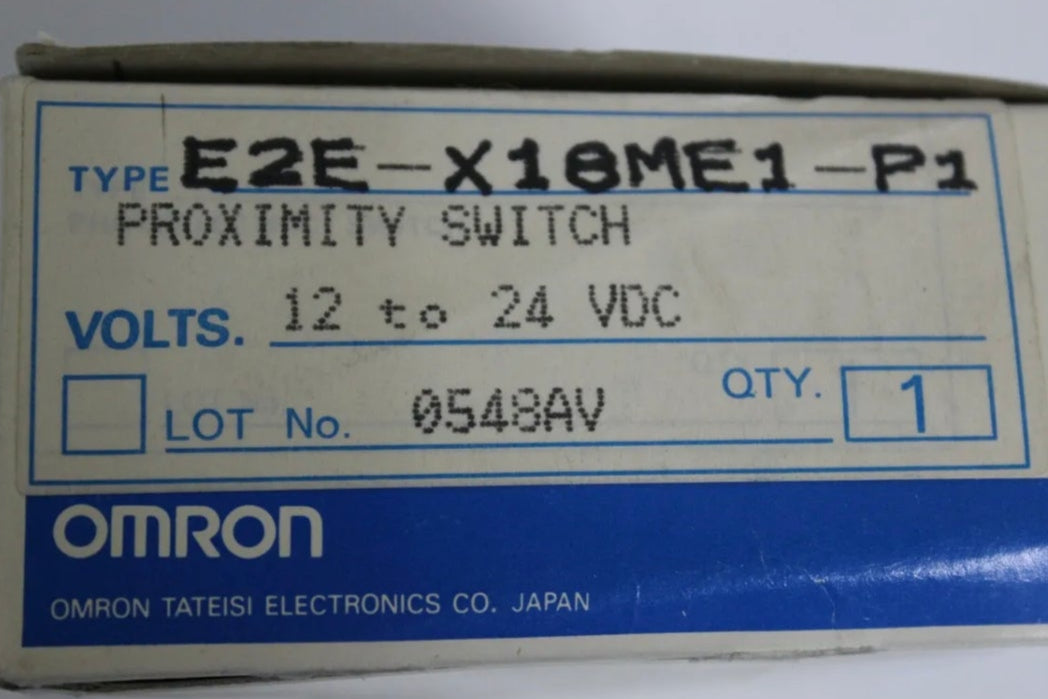 TYPE E2E-X18ME1-P1
PROXIMITY SWITCH
VOLTS. 12 to 24 VDC
LOT No. 0548AV QTY. 1
OMRON
OMRON TATEISI ELECTRONICS CO. JAPAN